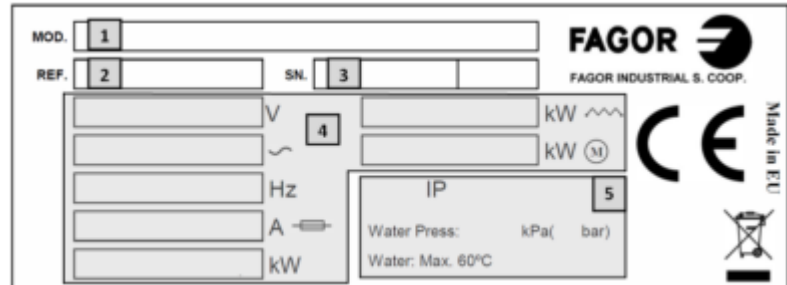 MOD. 1
FAGOR
REF. 2 SN. 3
FAGOR INDUSTRIAL S. COOP.
V 4 kW
kW M
Hz
A
kW
IP 5
Water Press: kPa( bar)
Water: Max. 60ºC
CE
Made in EU